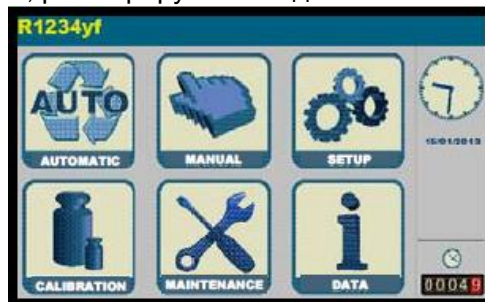 R1234yf
AUTO
AUTOMATIC
MANUAL
SETUP
15/01/2013
CALIBRATION
MAINTENANCE
DATA
00049